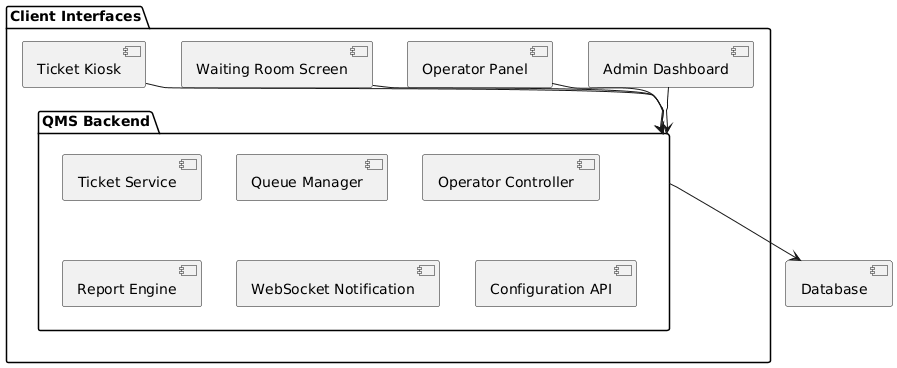 Client Interfaces
Ticket Kiosk
Waiting Room Screen
Operator Panel
Admin Dashboard
QMS Backend
Ticket Service
Queue Manager
Operator Controller
Report Engine
WebSocket Notification
Configuration API
Database